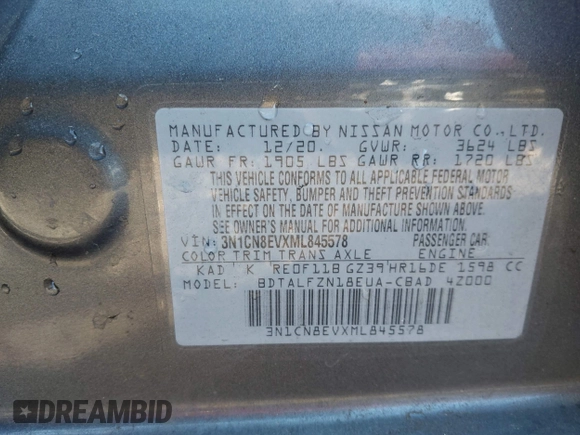 MANUFACTURED BY NISSAN MOTOR CO., LTD.
DATE: 12/20 GVWR: 3624 LBS
GAWR FR: 1905 LBS GAWR RR: 1720 LBS
THIS VEHICLE CONFORMS TO ALL APPLICABLE FEDERAL MOTOR
VEHICLE SAFETY, BUMPER AND THEFT PREVENTION STANDARDS
IN EFFECT ON THE DATE OF MANUFACTURE SHOWN ABOVE.
SEE OWNER'S MANUAL FOR ADDITIONAL INFORMATION.
VIN: 3N1CN8EVXML845578 PASSENGER CAR
COLOR TRIM TRANS AXLE ENGINE
KAD K RE0F11B GZ39 HR16DE 1598 CC
MODEL: BDTALFZN18EUA-CBAD 42000
3N1CN8EVXML845578
DREAMBID